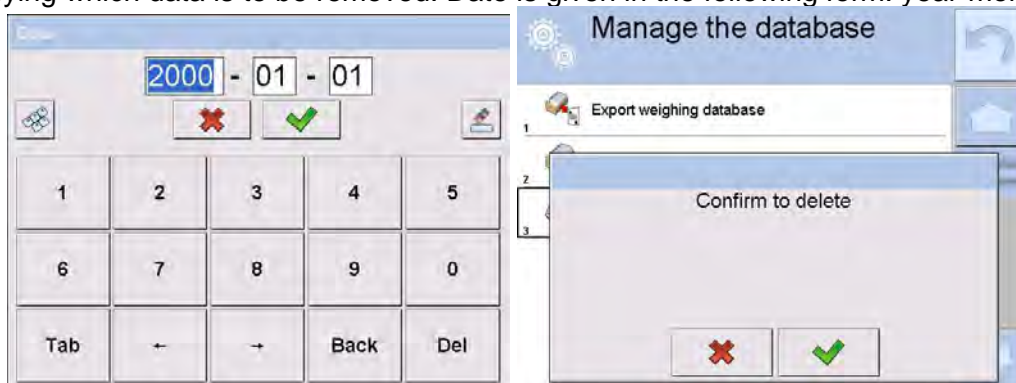 ying which data is to be removed. Date is given in the following form: year-mon
Date
2000 - 01 - 01
1 2 3 4 5
6 7 8 9 0
Tab ← → Back Del
Manage the database
1 Export weighing database
2
3
Confirm to delete